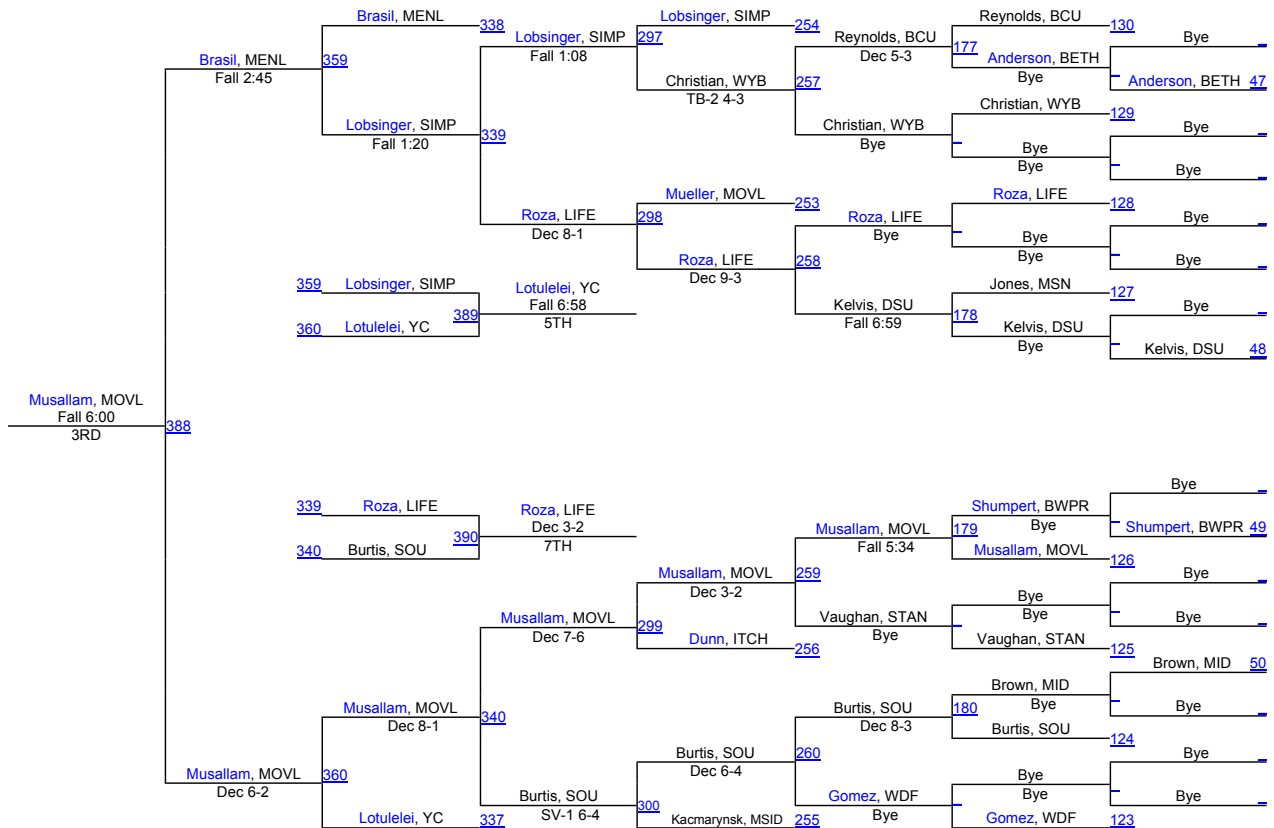 Brasil, MENL
338
Lobsinger, SIMP
254
Reynolds, BCU
130
Lobsinger, SIMP
297
Fall 1:08
Reynolds, BCU
Dec 5-3
177
Bye
Anderson, BETH
Bye
Brasil, MENL
359
Fall 2:45
Christian, WYB
TB-2 4-3
257
Anderson, BETH 47
Christian, WYB
129
Lobsinger, SIMP
Fall 1:20
339
Christian, WYB
Bye
Bye
Bye
Bye
Bye
Mueller, MOVL
253
Roza, LIFE
128
Roza, LIFE
Dec 8-1
298
Roza, LIFE
Bye
Bye
Bye
Bye
Roza, LIFE
Dec 9-3
258
Bye
359
Lobsinger, SIMP
Lotulelei, YC
Fall 6:58
5TH
389
Jones, MSN
127
Kelvis, DSU
Fall 6:59
178
Bye
360
Lotulelei, YC
Kelvis, DSU
Bye
Kelvis, DSU 48
Musallam, MOVL
Fall 6:00
3RD
388
Bye
339
Roza, LIFE
Roza, LIFE
Dec 3-2
7TH
390
Shumpert, BWPR
Bye
Musallam, MOVL
Fall 5:34
179
Shumpert, BWPR 49
340
Burtis, SOU
Musallam, MOVL
126
Musallam, MOVL
Dec 3-2
259
Bye
Bye
Bye
Musallam, MOVL
Dec 7-6
299
Vaughan, STAN
Bye
Bye
Dunn, ITCH
256
Vaughan, STAN
125
Brown, MID 50
Brown, MID
Bye
Musallam, MOVL
Dec 8-1
340
Burtis, SOU
Dec 8-3
180
Bye
Burtis, SOU
124
Burtis, SOU
Dec 6-4
260
Bye
Musallam, MOVL
Dec 6-2
360
Bye
Bye
Burtis, SOU
SV-1 6-4
300
Gomez, WDF
Bye
Bye
Lotulelei, YC
337
Kacmarynsk, MSID
255
Gomez, WDF
123